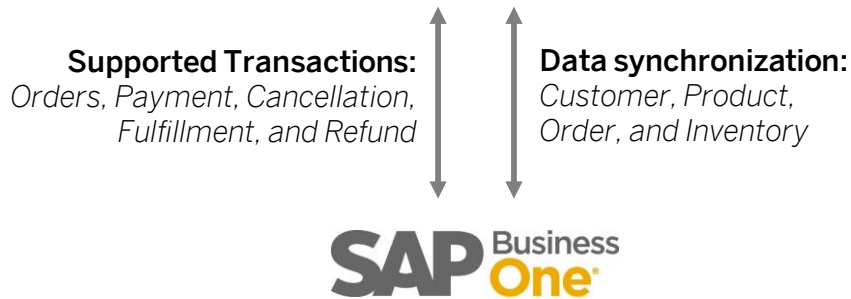 Supported Transactions:
Orders, Payment, Cancellation,
Fulfillment, and Refund
Data synchronization:
Customer, Product,
Order, and Inventory
SAP Business
One®